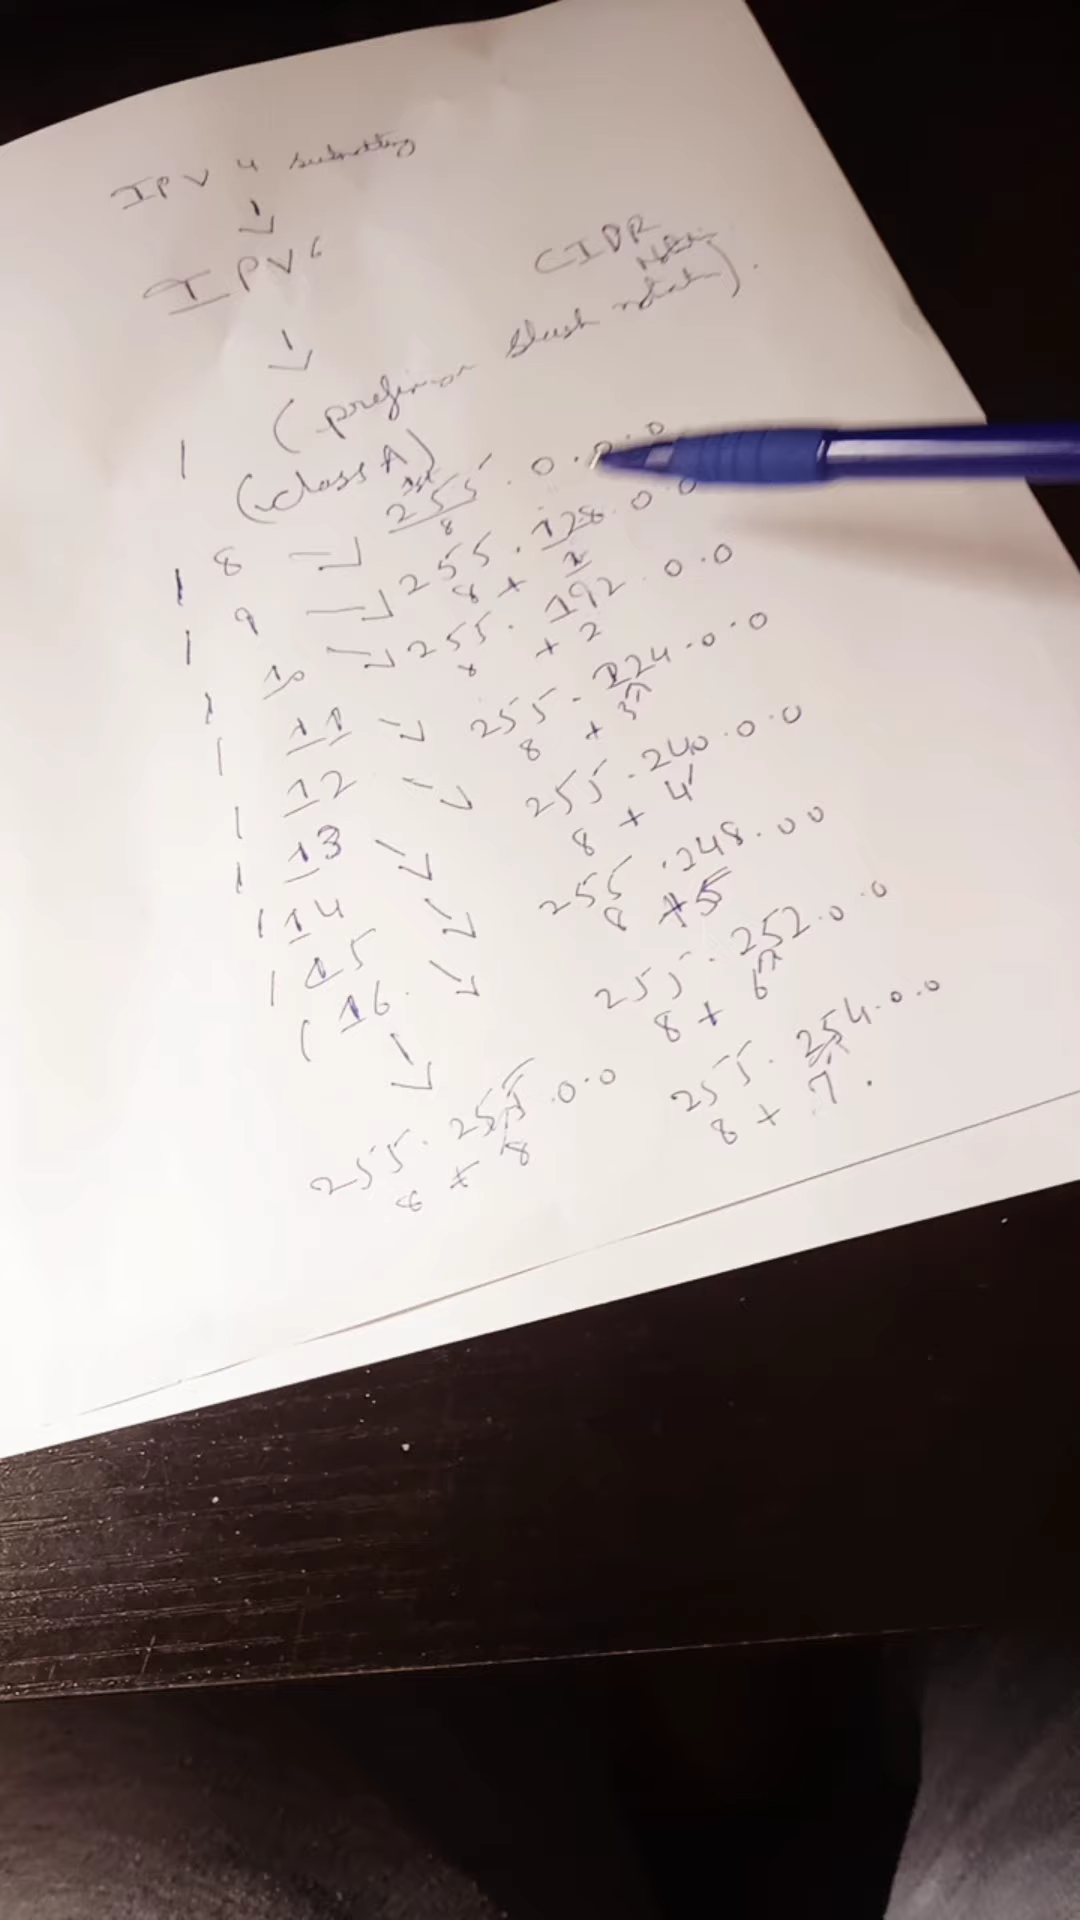 IPV 4 subnetting
↓
IPV6
↓
CIDR
(prefix or slash notation).
(class A)
1st
/ 8 → 255.0.0.0
8
/ 9 → 255.128.0.0
8 + 1
/ 10 → 255.192.0.0
8 + 2
/ 11 → 255.224.0.0
8 + 3
/ 12 → 255.240.0.0
8 + 4
/ 13 → 255.248.0.0
8 + 5
/ 14 → 255.252.0.0
8 + 6
/ 15 → 255.254.0.0
8 + 7.
/ 16. → 255.255.0.0
8 + 8